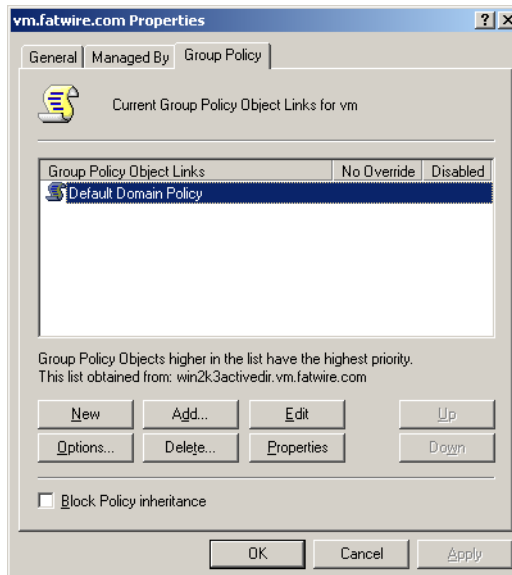 vm.fatwire.com Properties
General Managed By Group Policy
Current Group Policy Object Links for vm
Group Policy Object Links No Override Disabled
Default Domain Policy
Group Policy Objects higher in the list have the highest priority.
This list obtained from: win2k3activedir.vm.fatwire.com
New Add... Edit Up
Options... Delete... Properties Down
Block Policy inheritance
OK Cancel Apply